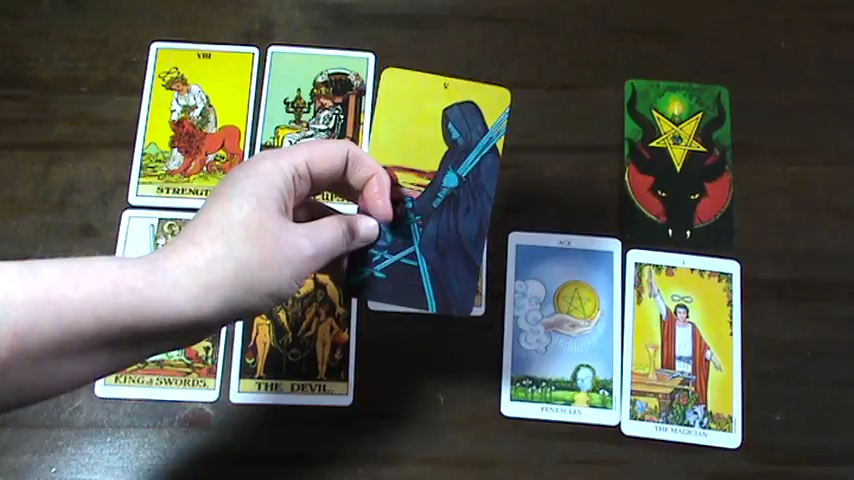 VIII
STRENGTH
V
ACE
PENTACLES
I
THE MAGICIAN
KING of SWORDS.
THE DEVIL.